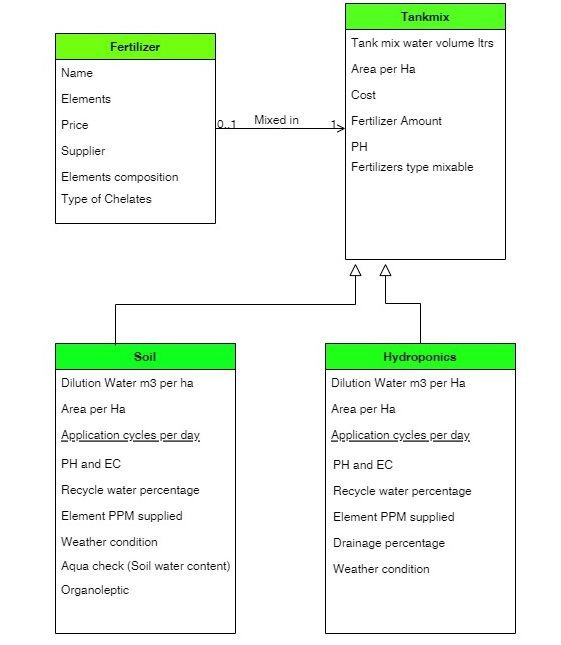 Tankmix
Tank mix water volume ltrs
Area per Ha
Cost
Fertilizer Amount
PH
Fertilizers type mixable
Fertilizer
Name
Elements
Price
Supplier
Elements composition
Type of Chelates
0..1
Mixed in
1
Soil
Dilution Water m3 per ha
Area per Ha
Application cycles per day
PH and EC
Recycle water percentage
Element PPM supplied
Weather condition
Aqua check (Soil water content)
Organoleptic
Hydroponics
Dilution Water m3 per Ha
Area per Ha
Application cycles per day
PH and EC
Recycle water percentage
Element PPM supplied
Drainage percentage
Weather condition